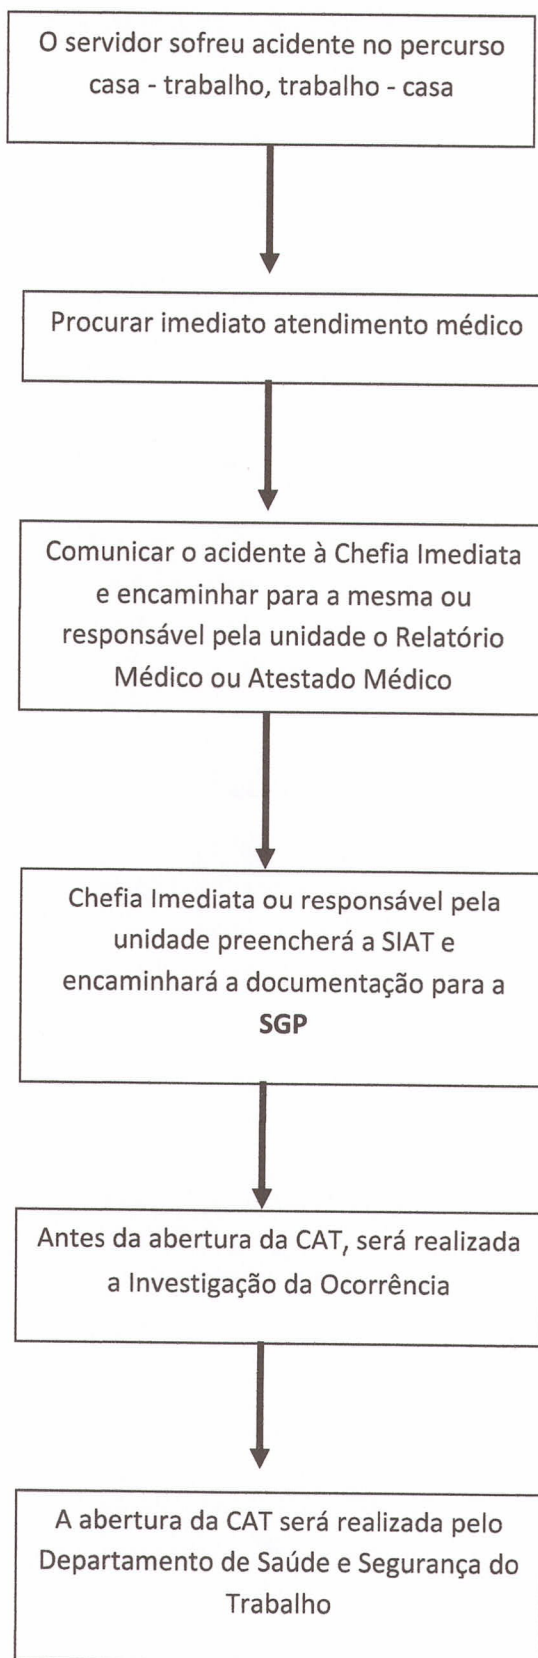 O servidor sofreu acidente no percurso
casa - trabalho, trabalho - casa
Procurar imediato atendimento médico
Comunicar o acidente à Chefia Imediata
e encaminhar para a mesma ou
responsável pela unidade o Relatório
Médico ou Atestado Médico
Chefia Imediata ou responsável pela
unidade preencherá a SIAT e
encaminhará a documentação para a
SGP
Antes da abertura da CAT, será realizada
a Investigação da Ocorrência
A abertura da CAT será realizada pelo
Departamento de Saúde e Segurança do
Trabalho